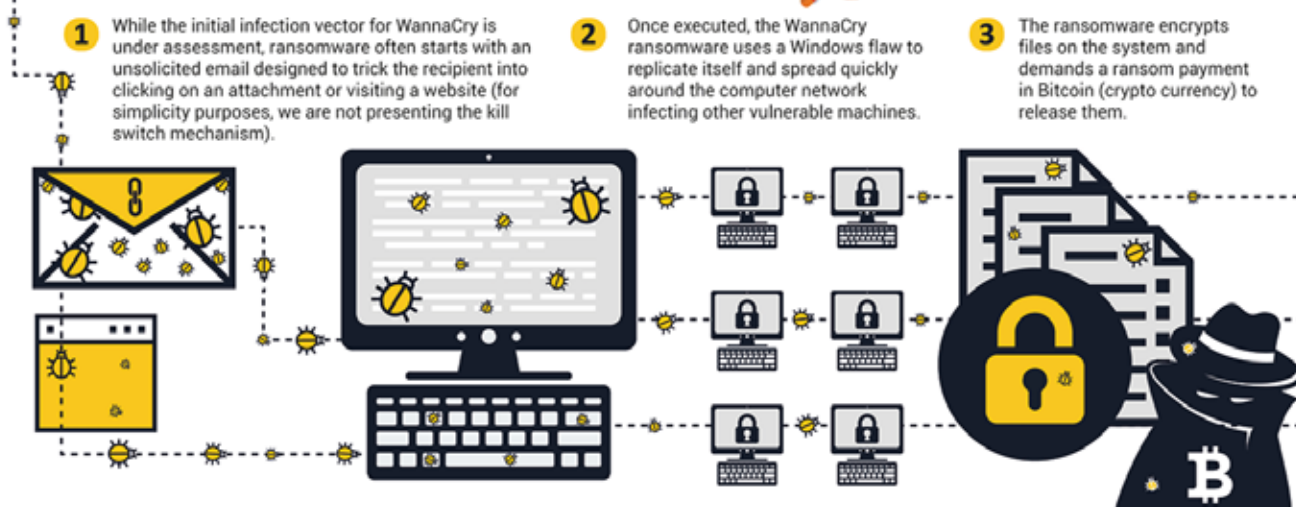 1
While the initial infection vector for WannaCry is
under assessment, ransomware often starts with an
unsolicited email designed to trick the recipient into
clicking on an attachment or visiting a website (for
simplicity purposes, we are not presenting the kill
switch mechanism).
2
Once executed, the WannaCry
ransomware uses a Windows flaw to
replicate itself and spread quickly
around the computer network
infecting other vulnerable machines.
3
The ransomware encrypts
files on the system and
demands a ransom payment
in Bitcoin (crypto currency) to
release them.